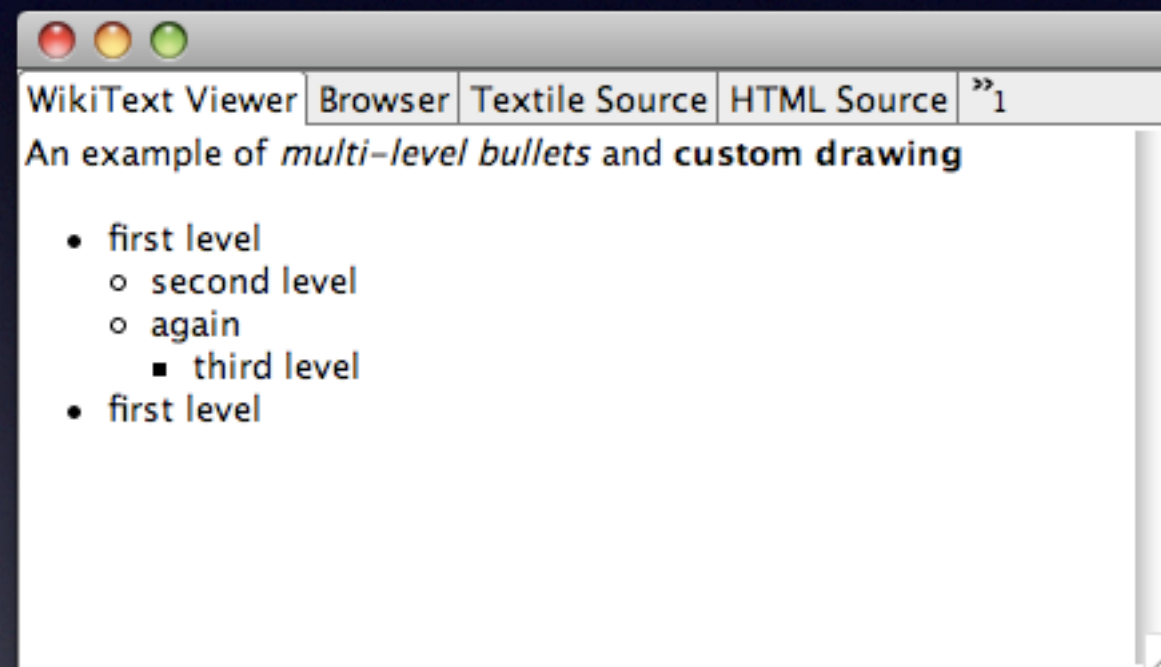 WikiText Viewer Browser Textile Source HTML Source »1
An example of multi-level bullets and custom drawing
• first level
○ second level
○ again
▪ third level
• first level